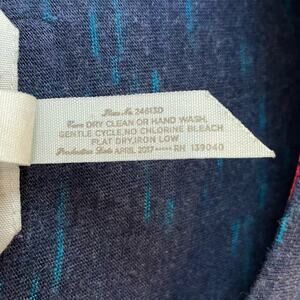 Item No. 246130
Care DRY CLEAN OR HAND WASH,
GENTLE CYCLE, NO CHLORINE BLEACH
FLAT DRY, IRON LOW
Production Date APRIL 2017***** RN 139040